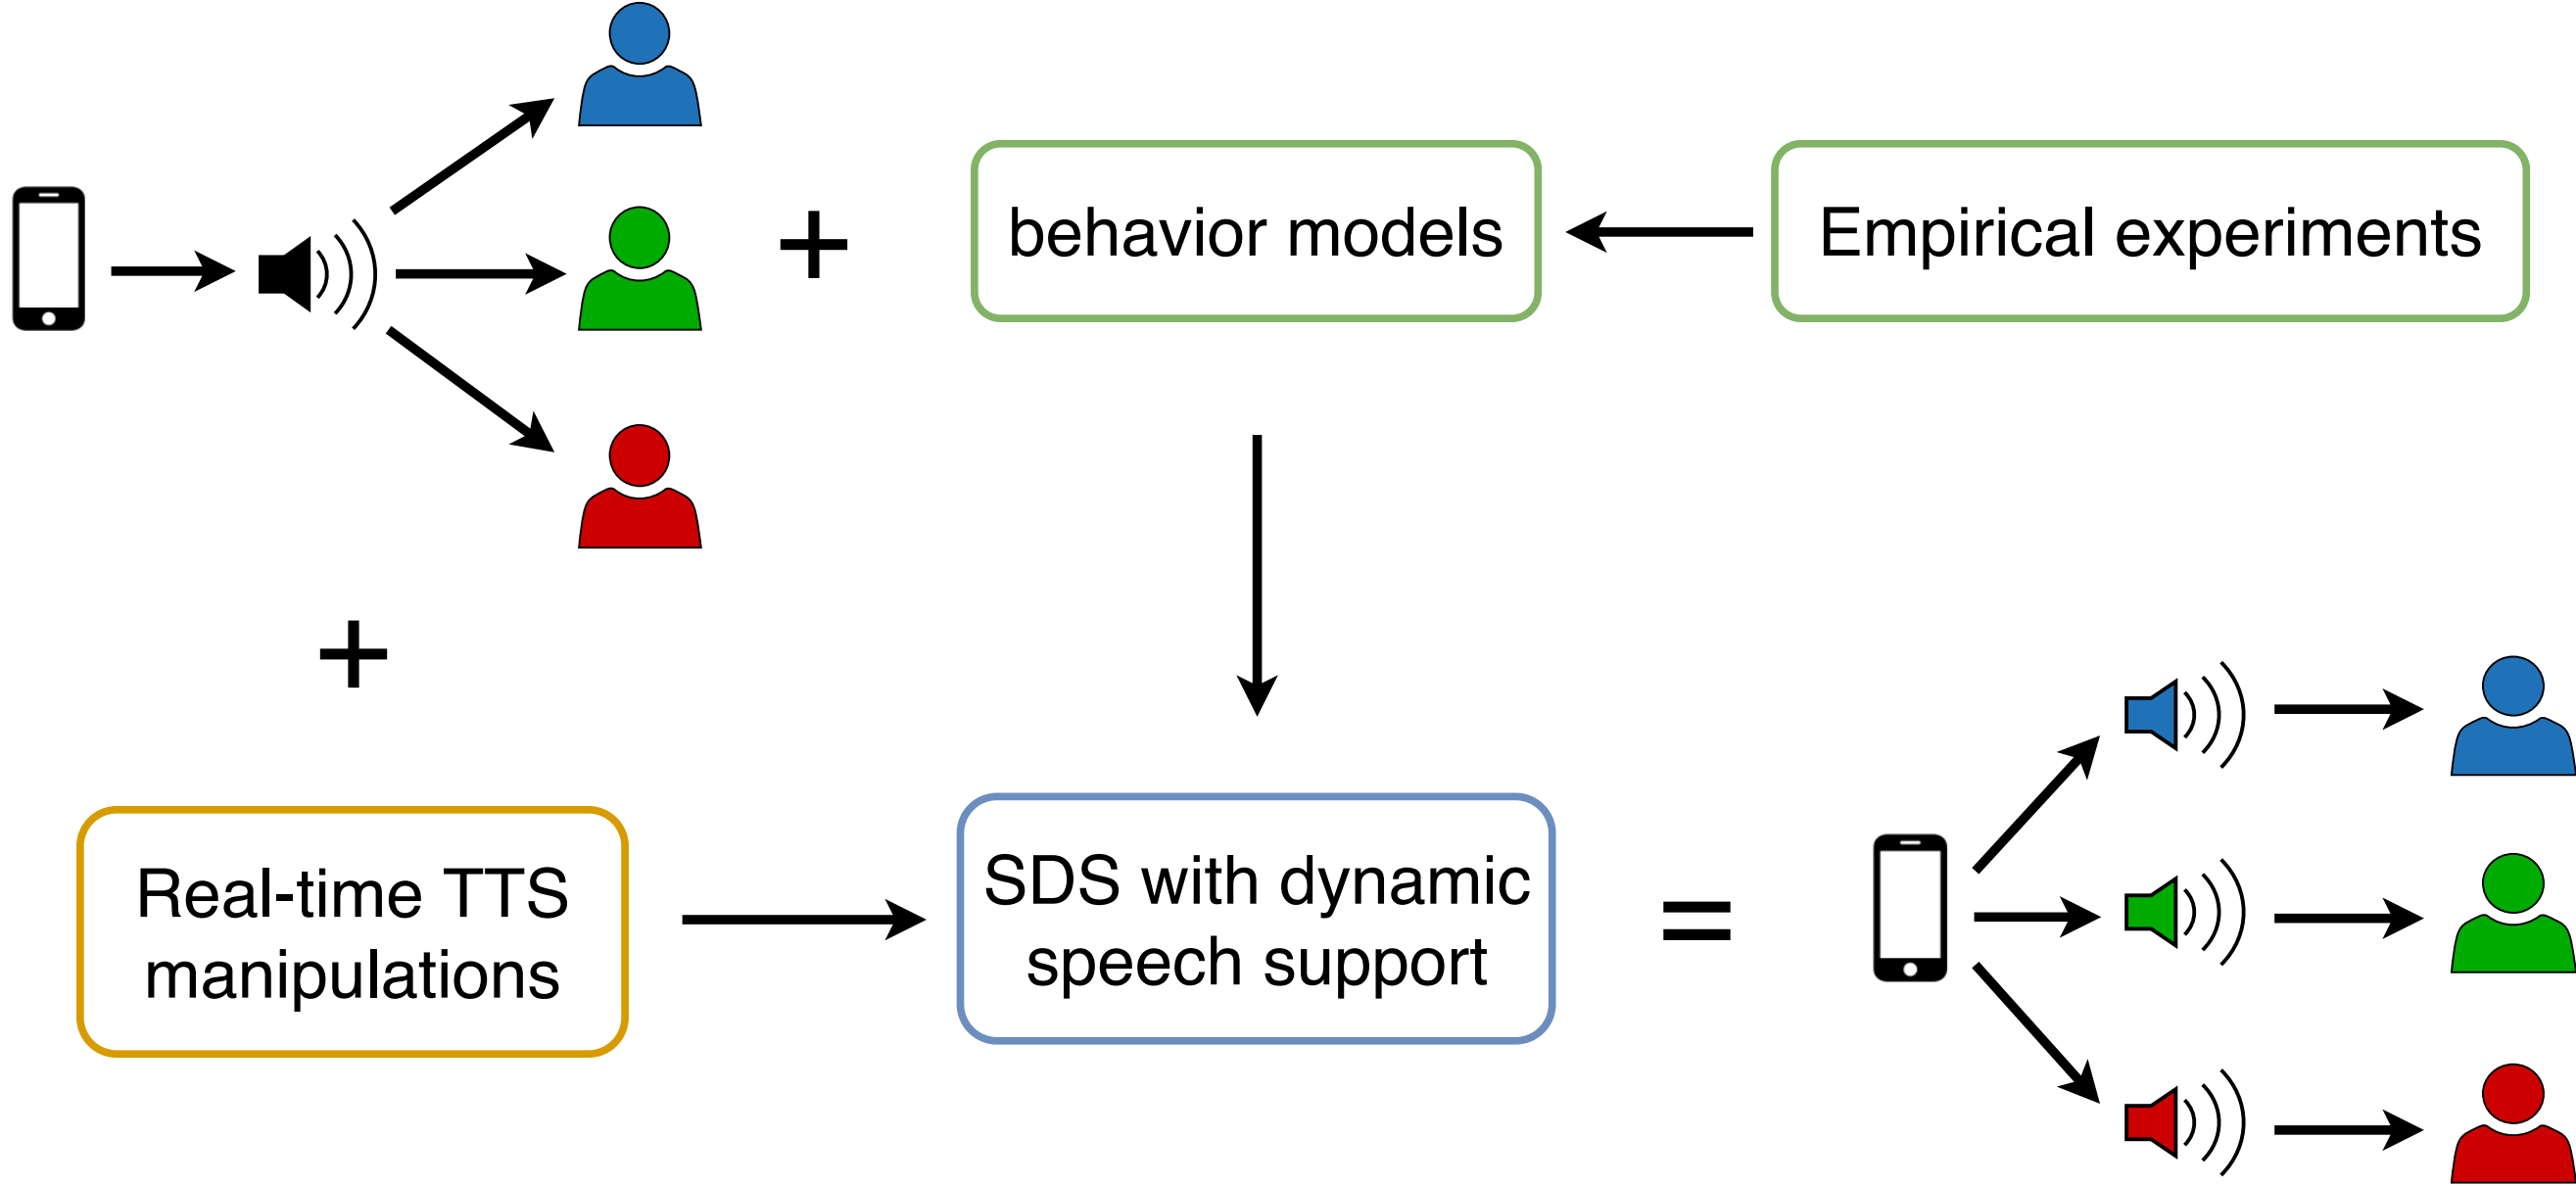 +
behavior models
Empirical experiments
+
Real-time TTS
manipulations
SDS with dynamic
speech support
=